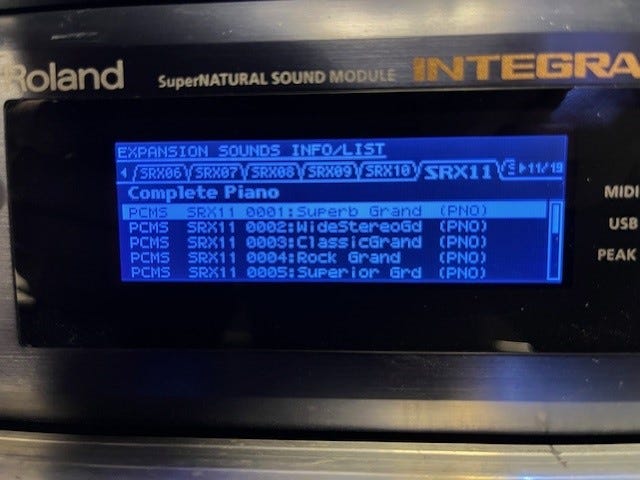 Roland SuperNATURAL SOUND MODULE INTEGRA
EXPANSION SOUNDS INFO/LIST
SRX06 SRX07 SRX08 SRX09 SRX10 SRX11 11/19
Complete Piano
PCMS SRX11 0001:Superb Grand (PNO)
PCMS SRX11 0002:WideStereoGd (PNO)
PCMS SRX11 0003:ClassicGrand (PNO)
PCMS SRX11 0004:Rock Grand (PNO)
PCMS SRX11 0005:Superior Grd (PNO)
MIDI
USB
PEAK